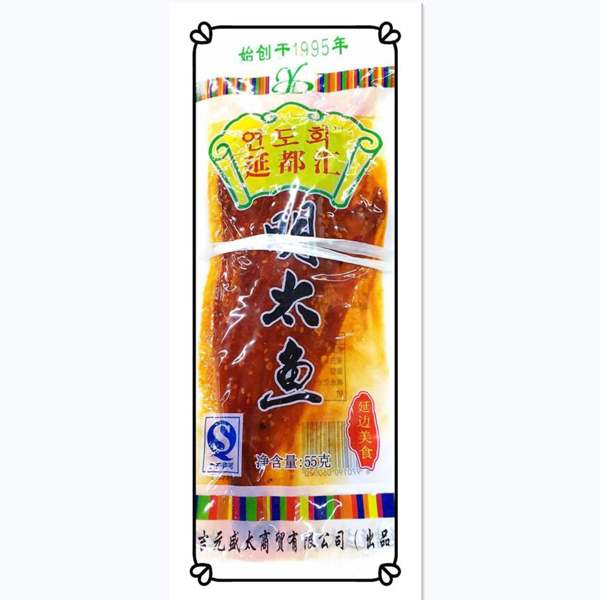 始创于1995年
연도회
延都汇
明太鱼
延边美食
净含量:55克
吉元盛太商贸有限公司（出品